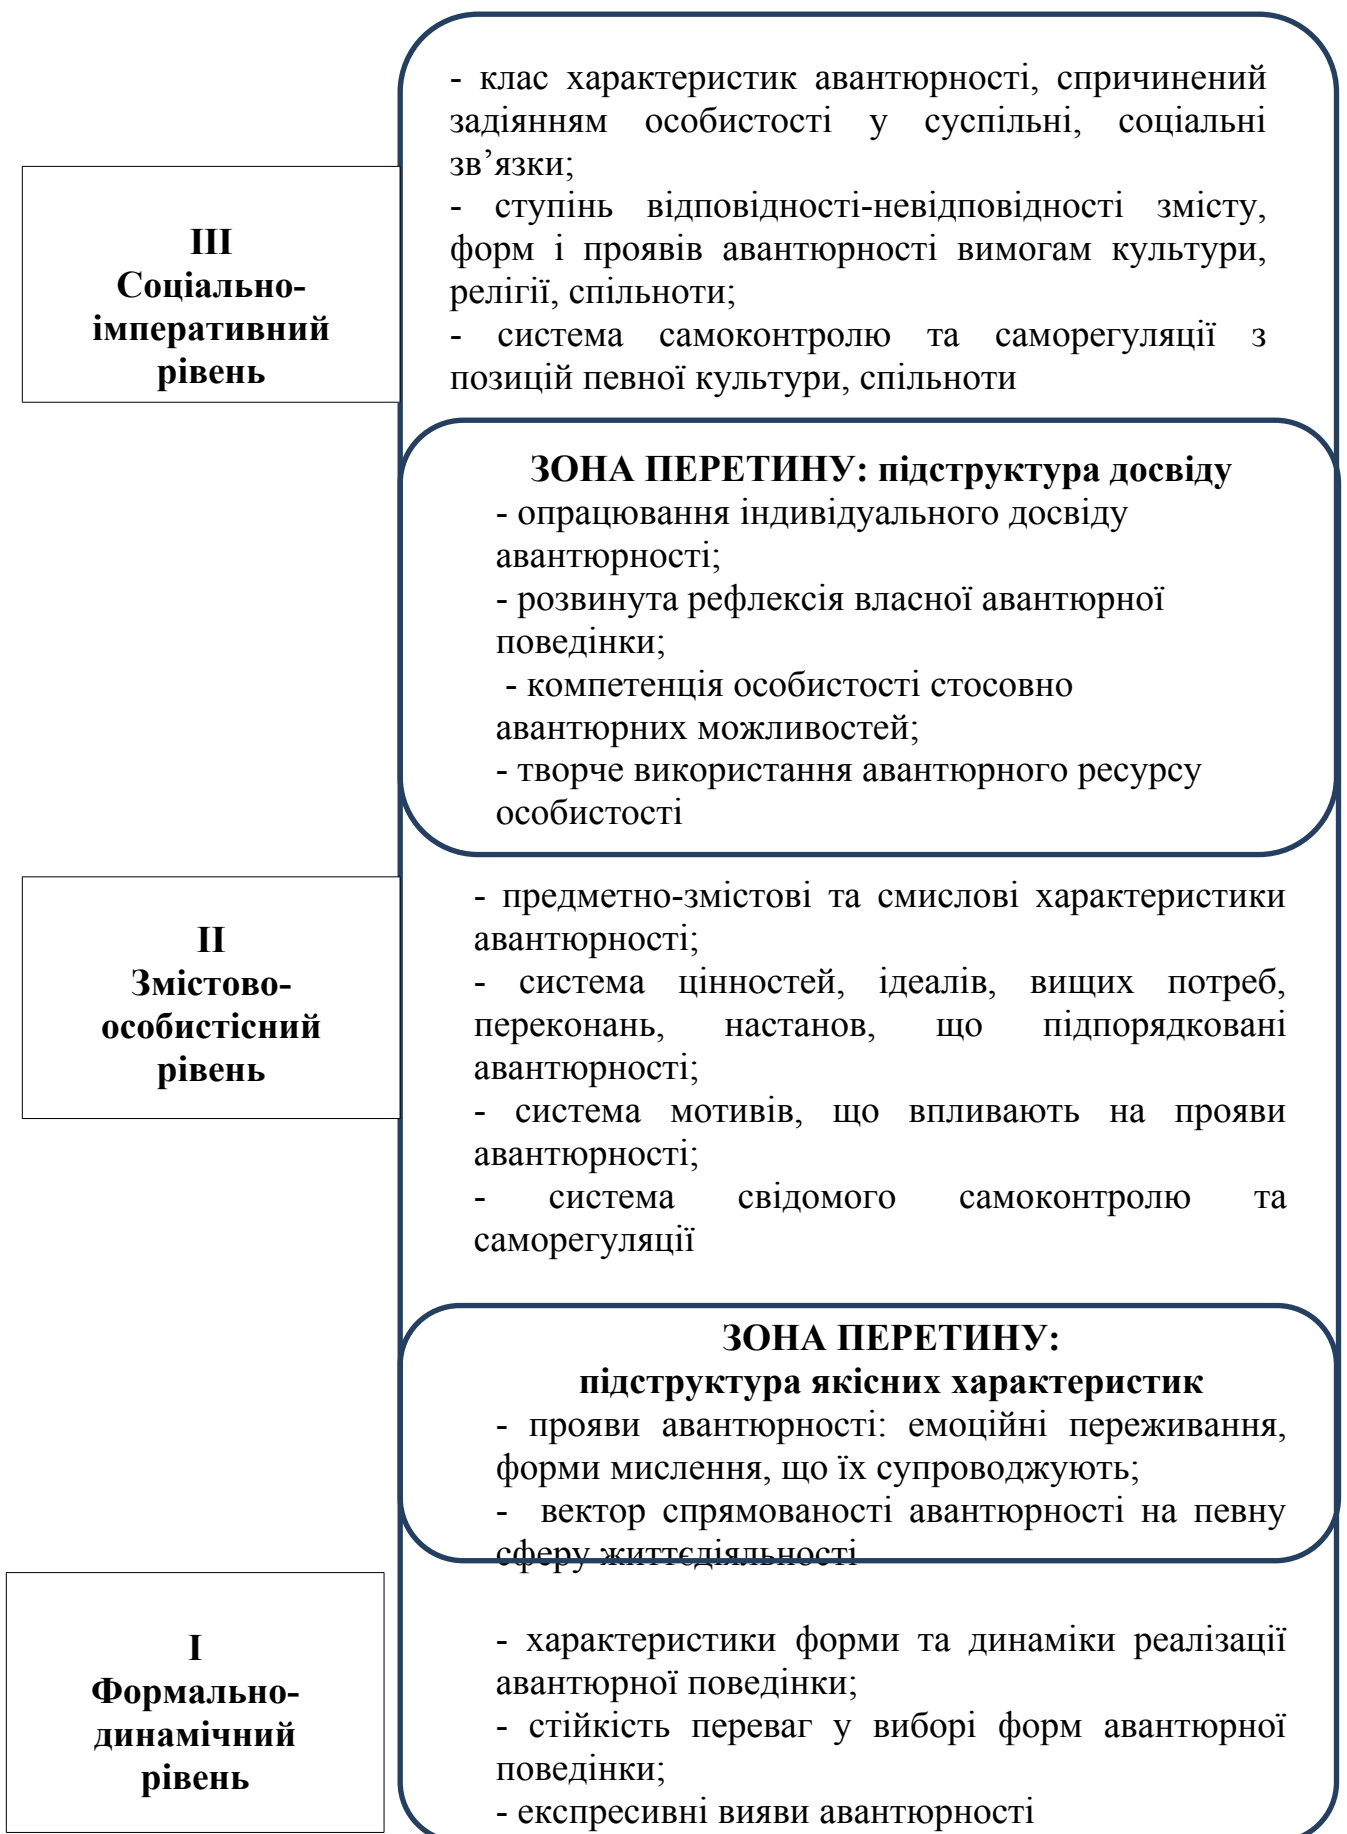 - клас характеристик авантюрності, спричинений
задіянням особистості у суспільні, соціальні
зв’язки;
- ступінь відповідності-невідповідності змісту,
форм і проявів авантюрності вимогам культури,
релігії, спільноти;
- система самоконтролю та саморегуляції з
позицій певної культури, спільноти
III
Соціально-
імперативний
рівень
ЗОНА ПЕРЕТИНУ: підструктура досвіду
- опрацювання індивідуального досвіду
авантюрності;
- розвинута рефлексія власної авантюрної
поведінки;
- компетенція особистості стосовно
авантюрних можливостей;
- творче використання авантюрного ресурсу
особистості
II
Змістово-
особистісний
рівень
- предметно-змістові та смислові характеристики
авантюрності;
- система цінностей, ідеалів, вищих потреб,
переконань, настанов, що підпорядковані
авантюрності;
- система мотивів, що впливають на прояви
авантюрності;
- система свідомого самоконтролю та
саморегуляції
ЗОНА ПЕРЕТИНУ:
підструктура якісних характеристик
- прояви авантюрності: емоційні переживання,
форми мислення, що їх супроводжують;
- вектор спрямованості авантюрності на певну
сферу життєдіяльності
I
Формально-
динамічний
рівень
- характеристики форми та динаміки реалізації
авантюрної поведінки;
- стійкість переваг у виборі форм авантюрної
поведінки;
- експресивні вияви авантюрності